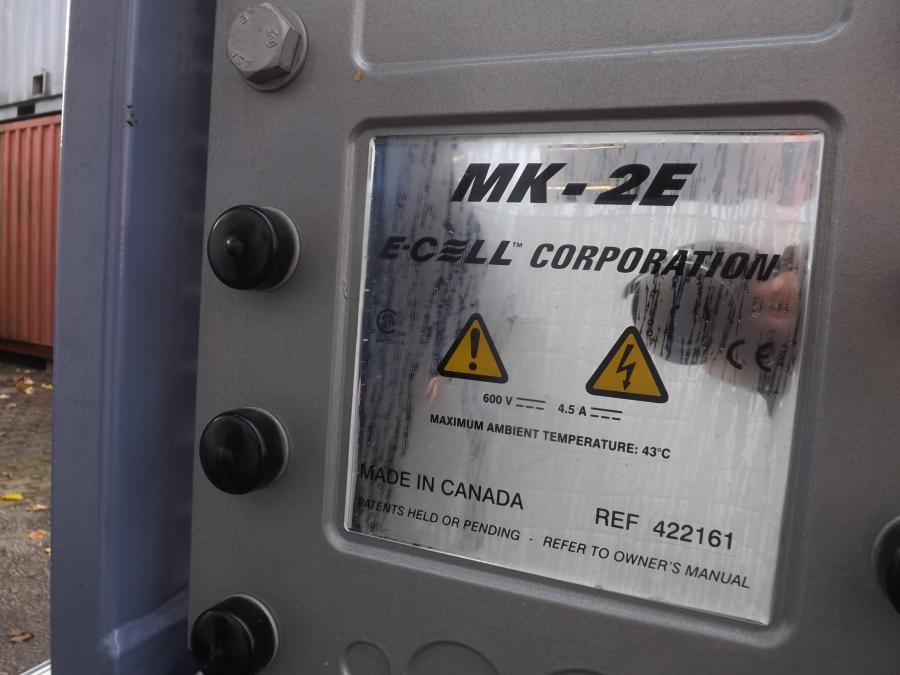 MK-2E
E-CELL™ CORPORATION
CE
600 V ⎓ 4.5 A ⎓
MAXIMUM AMBIENT TEMPERATURE: 43°C
MADE IN CANADA
REF 422161
PATENTS HELD OR PENDING - REFER TO OWNER'S MANUAL